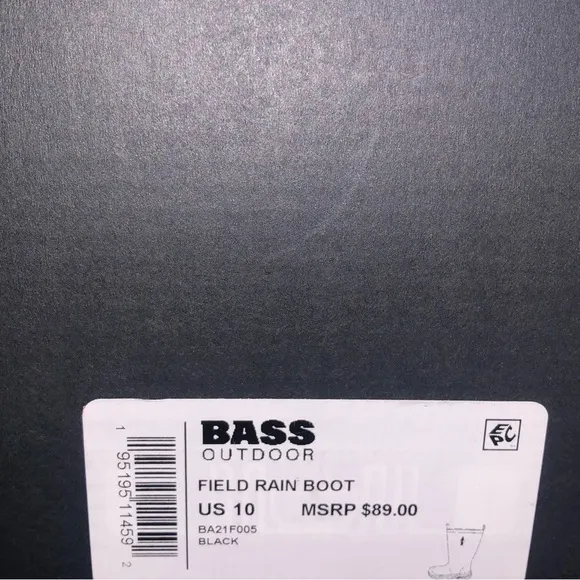 BASS
OUTDOOR
EPC
FIELD RAIN BOOT
US 10 MSRP $89.00
BA21F005
BLACK
1 95195 11459 2